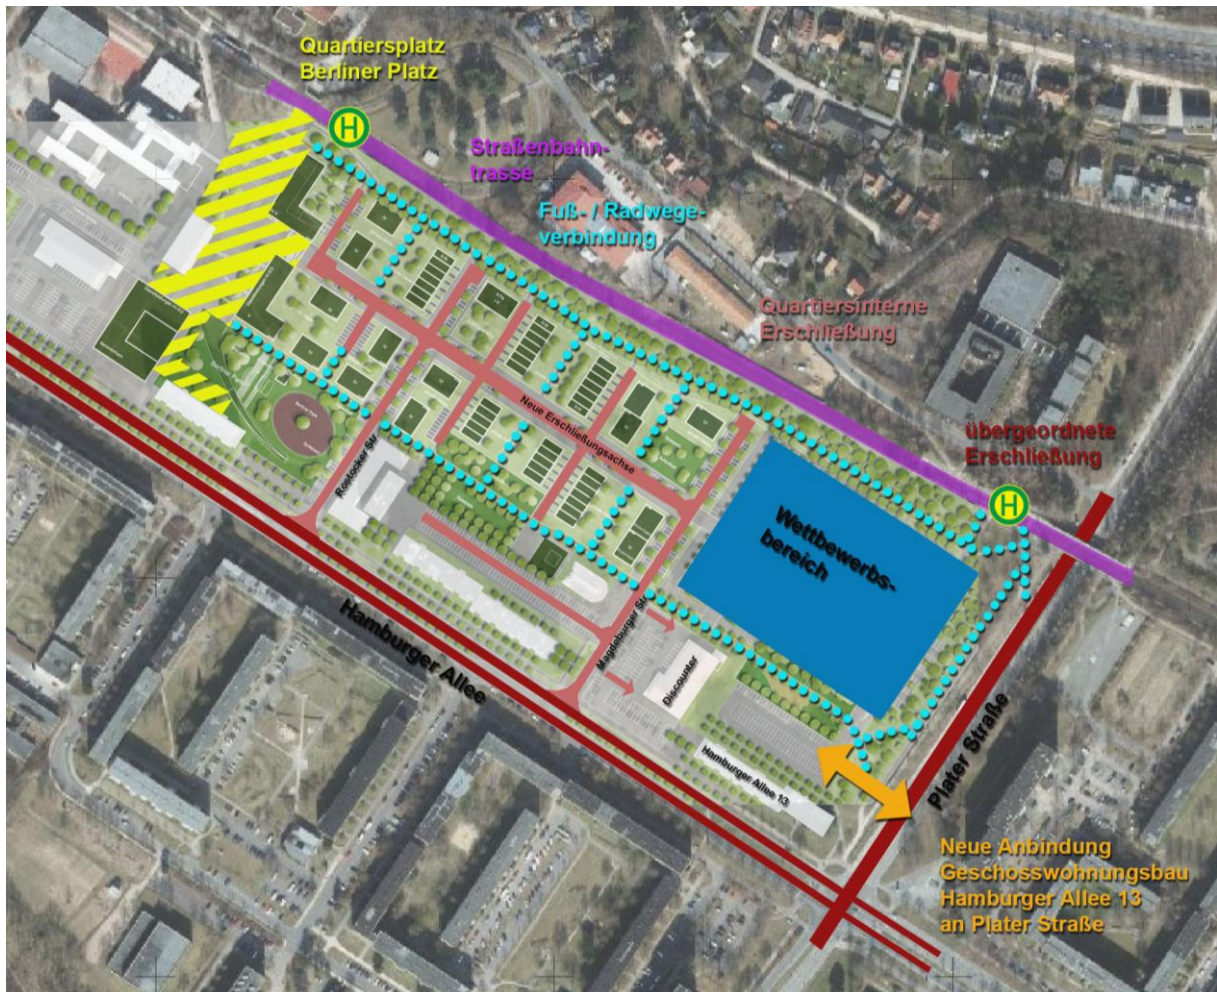 Quartiersplatz
Berliner Platz
H
Straßenbahn-
trasse
Fuß- / Radwege-
verbindung
Quartiersinterne
Erschließung
übergeordnete
Erschließung
H
Neue Erschließungsachse
Rostocker Str
Wettbewerbs-
bereich
Magdeburger Str
Discounter
Hamburger Allee
Hamburger Allee 13
Plater Straße
Neue Anbindung
Geschosswohnungsbau
Hamburger Allee 13
an Plater Straße